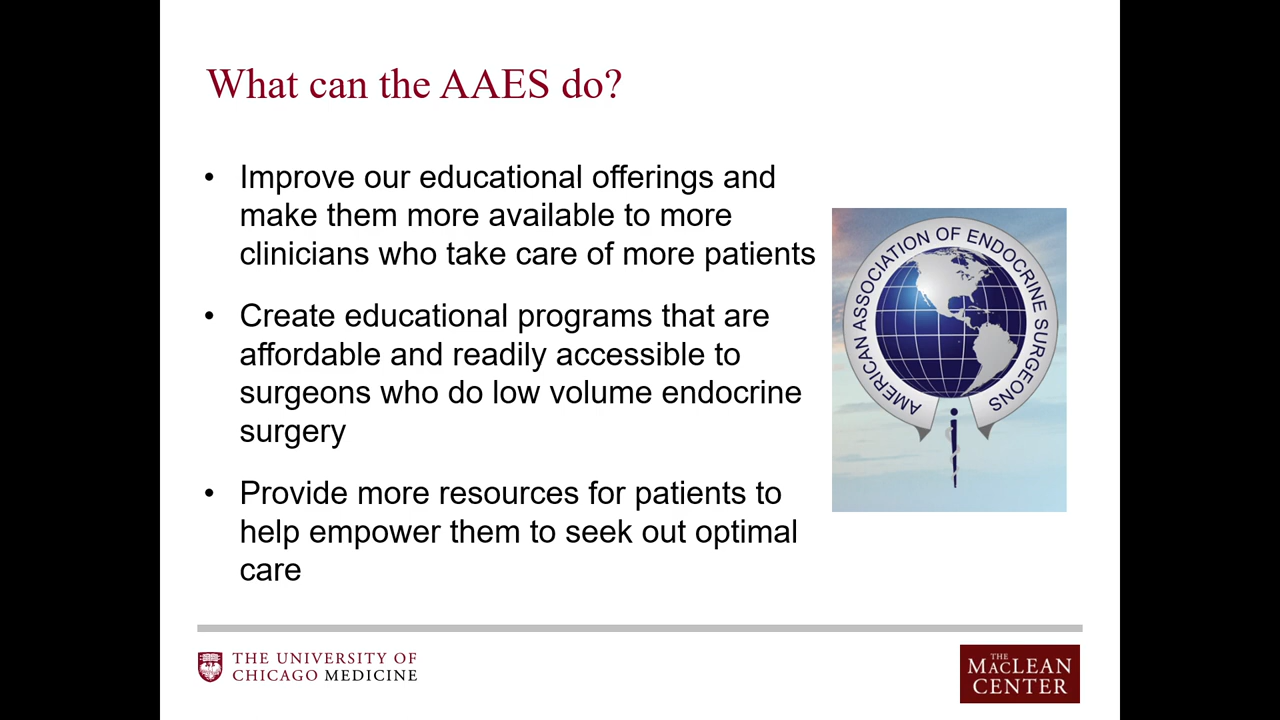 What can the AAES do?
• Improve our educational offerings and
make them more available to more
clinicians who take care of more patients
• Create educational programs that are
affordable and readily accessible to
surgeons who do low volume endocrine
surgery
• Provide more resources for patients to
help empower them to seek out optimal
care
AMERICAN ASSOCIATION OF ENDOCRINE SURGEONS
THE UNIVERSITY OF
CHICAGO MEDICINE
THE
MACLEAN
CENTER